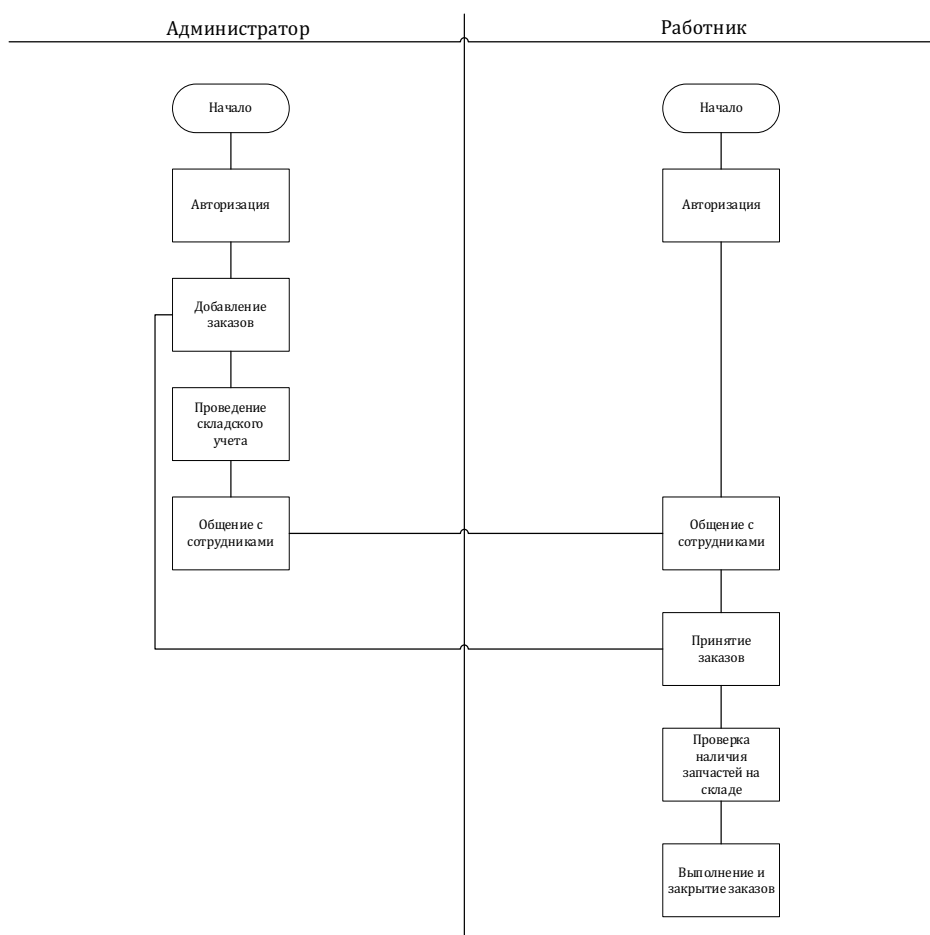 Администратор
Работник
Начало
Авторизация
Добавление
заказов
Проведение
складского
учета
Общение с
сотрудниками
Начало
Авторизация
Общение с
сотрудниками
Принятие
заказов
Проверка
наличия
запчастей на
складе
Выполнение и
закрытие заказов